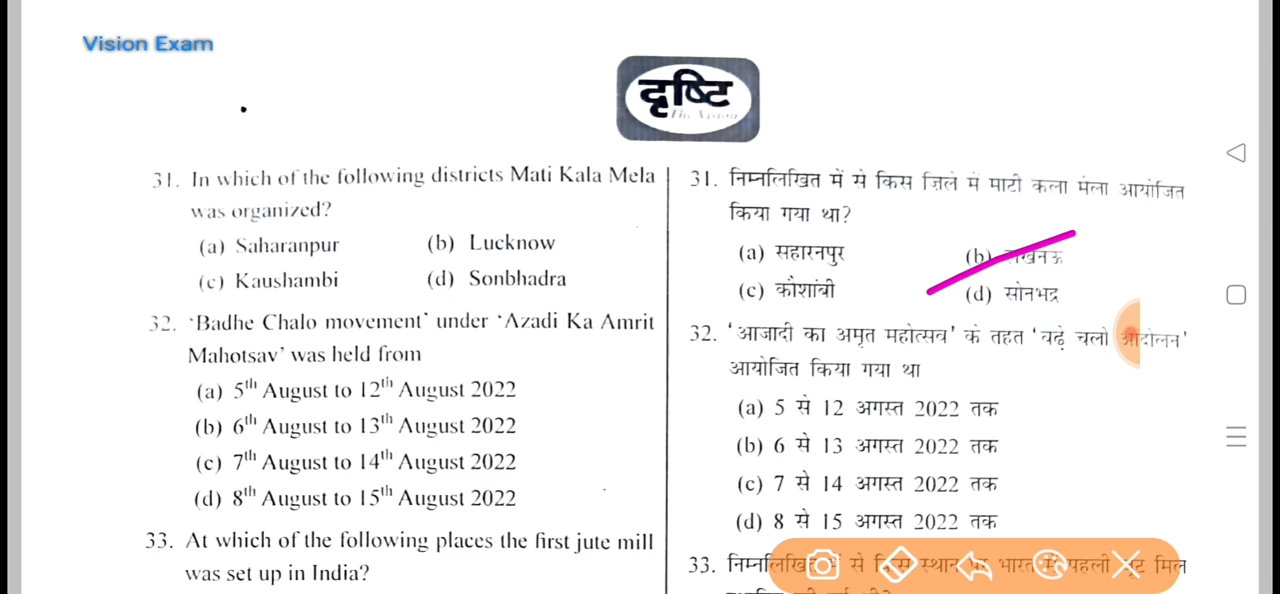 Vision Exam
दृष्टि
The Vision
31. In which of the following districts Mati Kala Mela
was organized?
(a) Saharanpur (b) Lucknow
(c) Kaushambi (d) Sonbhadra
32. ‘Badhe Chalo movement’ under ‘Azadi Ka Amrit
Mahotsav’ was held from
(a) 5th August to 12th August 2022
(b) 6th August to 13th August 2022
(c) 7th August to 14th August 2022
(d) 8th August to 15th August 2022
33. At which of the following places the first jute mill
was set up in India?
31. निम्नलिखित में से किस ज़िले में माटी कला मेला आयोजित
किया गया था?
(a) सहारनपुर (b) लखनऊ
(c) कौशांबी (d) सोनभद्र
32. ‘आजादी का अमृत महोत्सव’ के तहत ‘बढ़े चलो आंदोलन’
आयोजित किया गया था
(a) 5 से 12 अगस्त 2022 तक
(b) 6 से 13 अगस्त 2022 तक
(c) 7 से 14 अगस्त 2022 तक
(d) 8 से 15 अगस्त 2022 तक
33. निम्नलिखित में से किस स्थान पर भारत में पहली जूट मिल